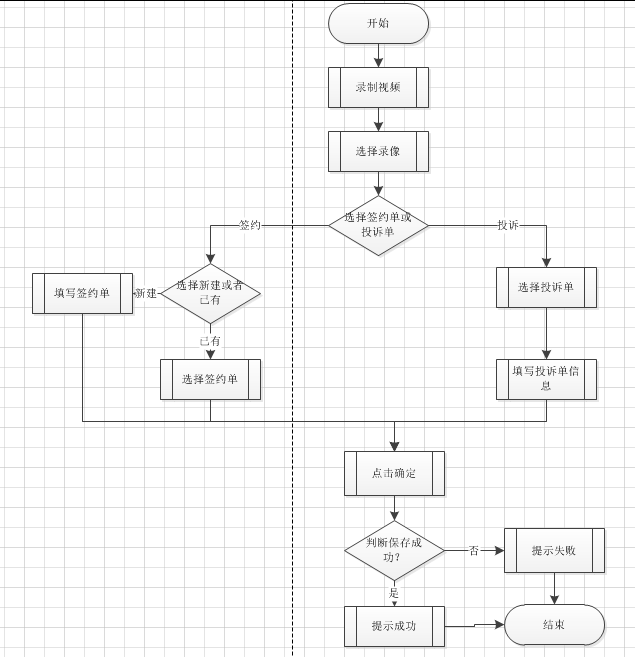 开始
录制视频
选择录像
选择签约单或
投诉单
签约
投诉
选择新建或者
已有
新建
填写签约单
选择投诉单
已有
选择签约单
填写投诉单信
息
点击确定
判断保存成
功?
否
提示失败
是
提示成功
结束